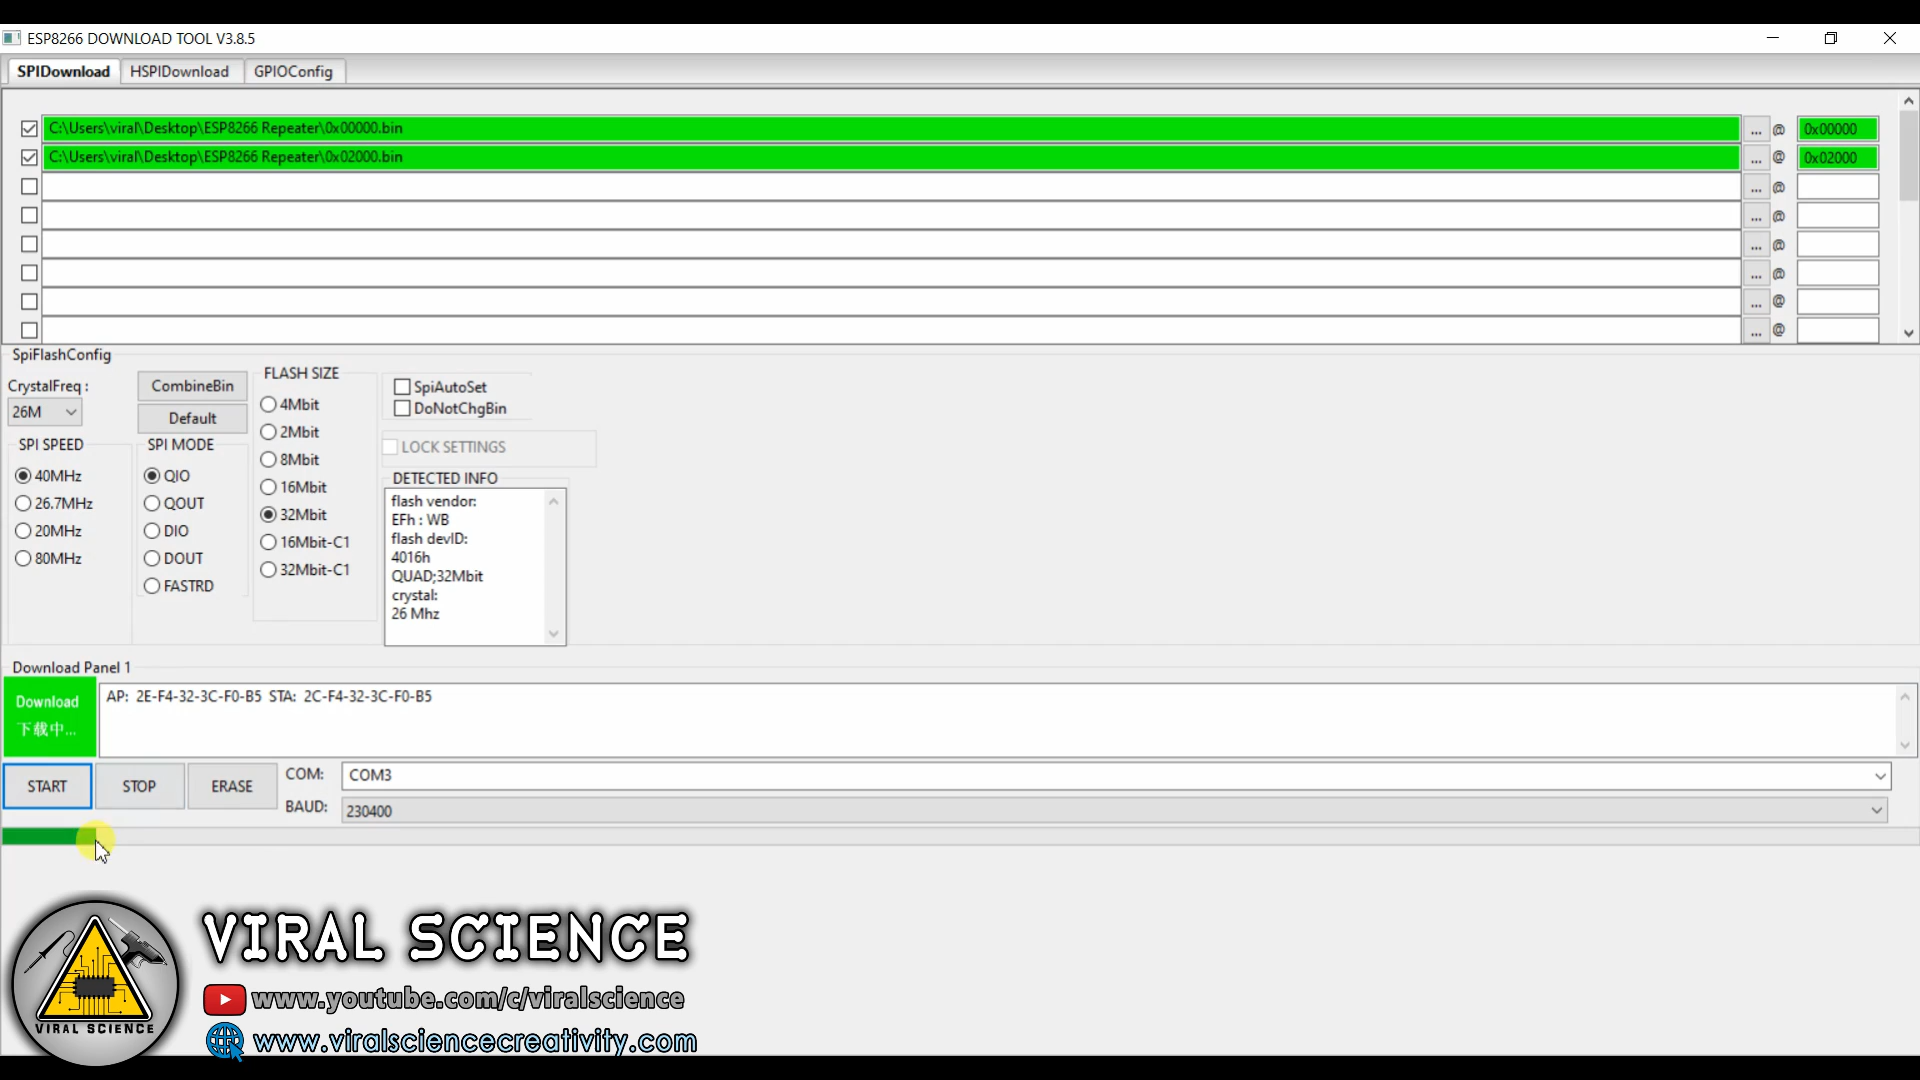 ESP8266 DOWNLOAD TOOL V3.8.5
SPIDownload HSPIDownload GPIOConfig
C:\Users\viral\Desktop\ESP8266 Repeater\0x00000.bin ... @ 0x00000
C:\Users\viral\Desktop\ESP8266 Repeater\0x02000.bin ... @ 0x02000
... @
... @
... @
... @
... @
... @
SpiFlashConfig
CrystalFreq :
26M
CombineBin
Default
SPI SPEED
40MHz
26.7MHz
20MHz
80MHz
SPI MODE
QIO
QOUT
DIO
DOUT
FASTRD
FLASH SIZE
4Mbit
2Mbit
8Mbit
16Mbit
32Mbit
16Mbit-C1
32Mbit-C1
SpiAutoSet
DoNotChgBin
LOCK SETTINGS
DETECTED INFO
flash vendor:
EFh : WB
flash devID:
4016h
QUAD;32Mbit
crystal:
26 Mhz
Download Panel 1
Download
下载中...
AP: 2E-F4-32-3C-F0-B5 STA: 2C-F4-32-3C-F0-B5
START STOP ERASE
COM: COM3
BAUD: 230400
VIRAL SCIENCE
VIRAL SCIENCE
www.youtube.com/c/viralscience
www.viralsciencecreativity.com